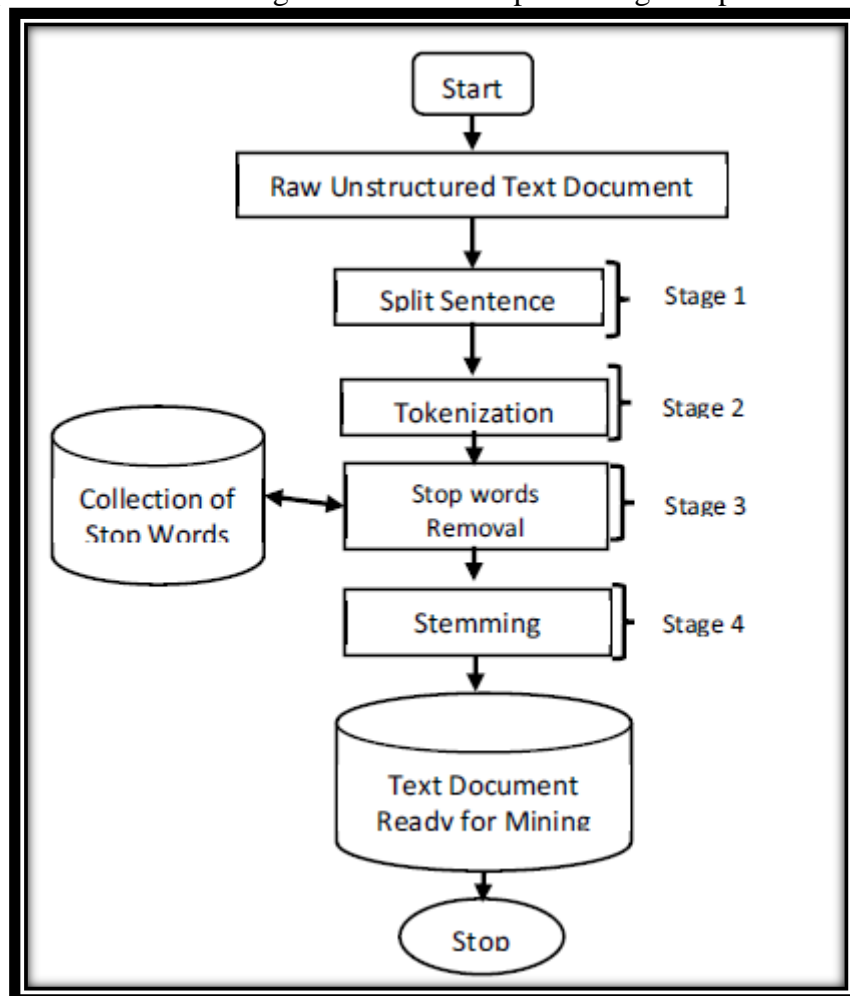 Start
Raw Unstructured Text Document
Split Sentence
Stage 1
Tokenization
Stage 2
Collection of
Stop Words
Stop words
Removal
Stage 3
Stemming
Stage 4
Text Document
Ready for Mining
Stop